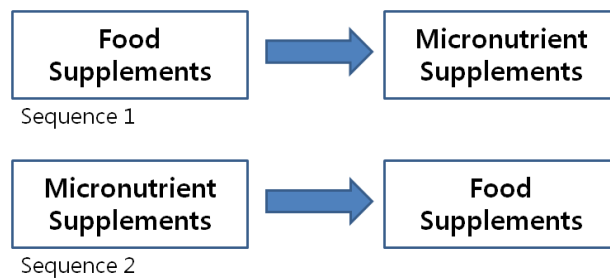 Food
Supplements
Micronutrient
Supplements
Sequence 1
Micronutrient
Supplements
Food
Supplements
Sequence 2